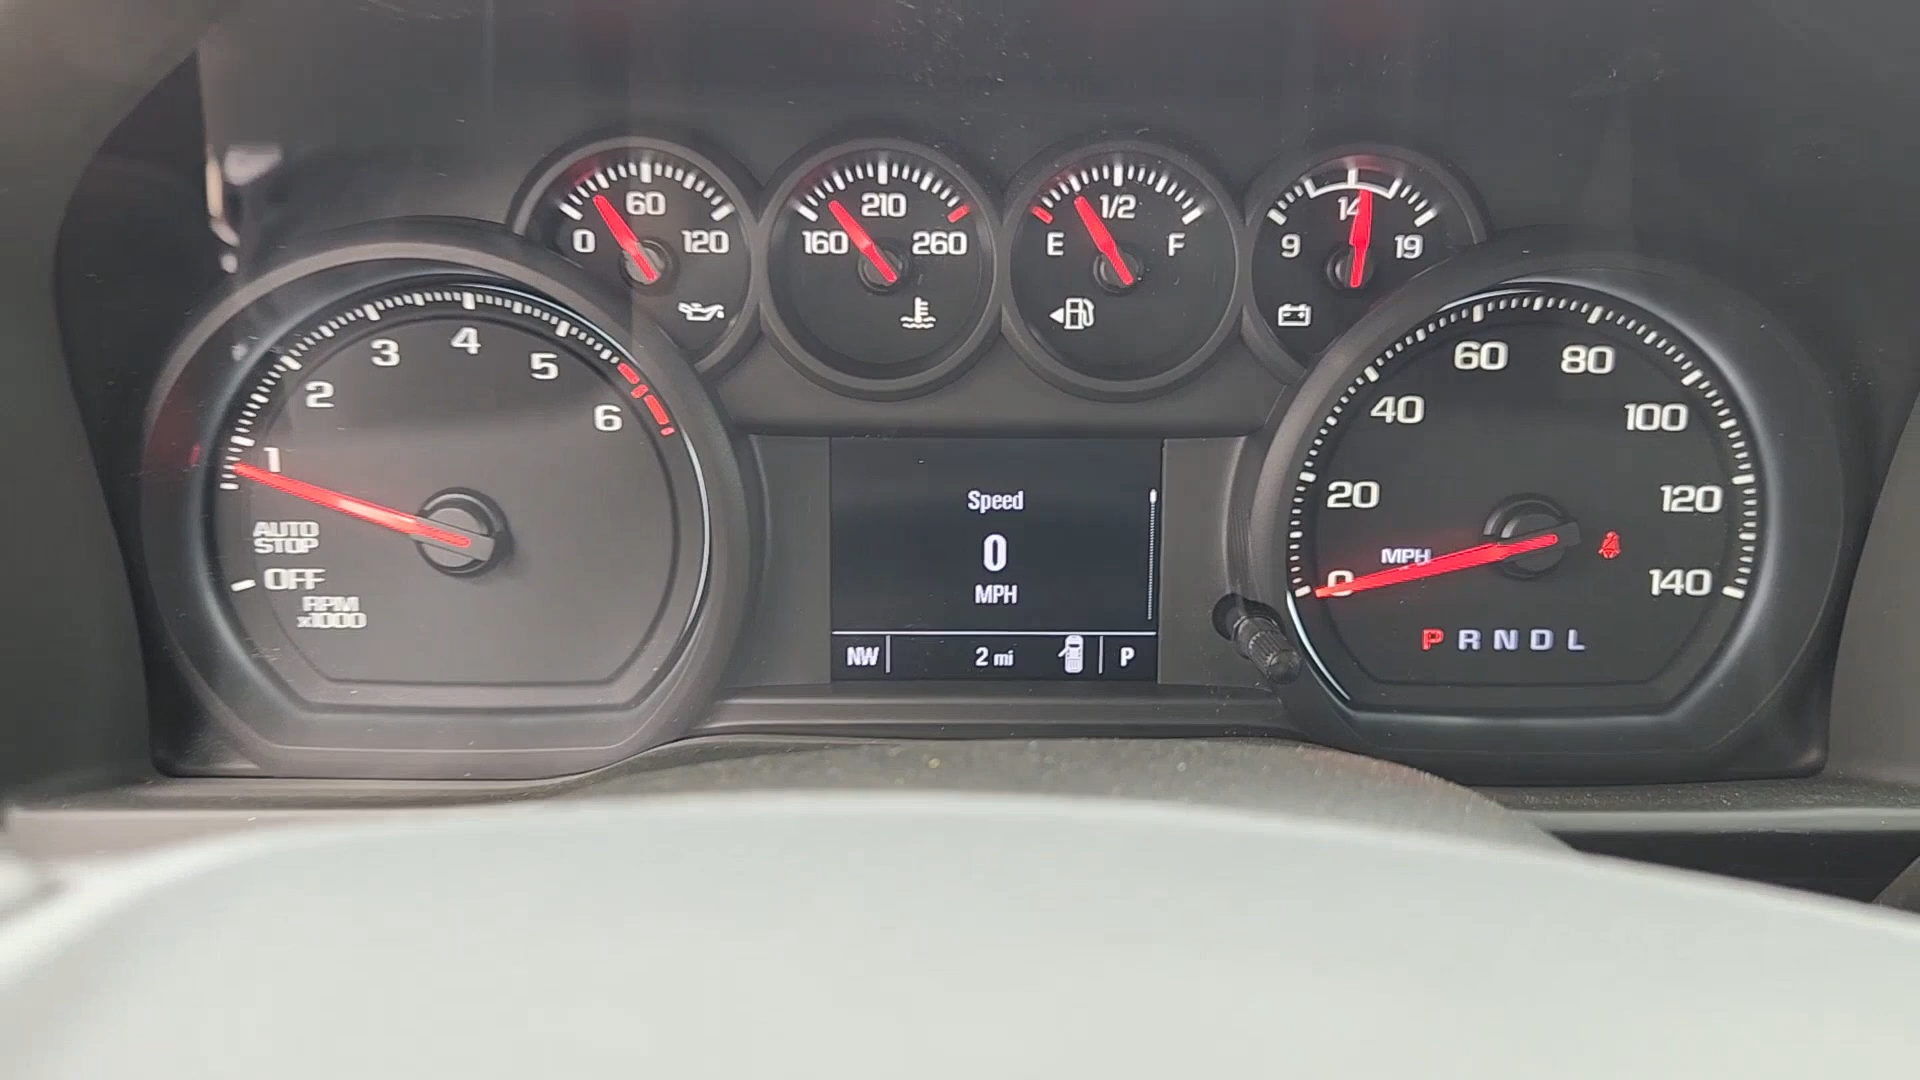 0 60 120
160 210 260
E 1/2 F
9 14 19
1 2 3 4 5 6
AUTO
STOP
OFF
RPM
x1000
Speed
0
MPH
NW 2 mi P
0 20 40 60 80 100 120 140
MPH
P R N D L